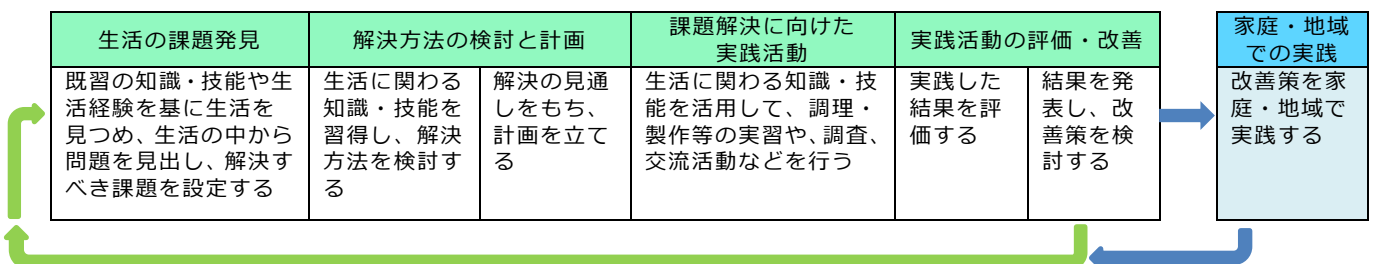 生活の課題発見
解決方法の検討と計画
課題解決に向けた
実践活動
実践活動の評価・改善
家庭・地域
での実践
既習の知識・技能や生
活経験を基に生活を
見つめ、生活の中から
問題を見出し、解決す
べき課題を設定する
生活に関わる
知識・技能を
習得し、解決
方法を検討す
る
解決の見通
しをもち、
計画を立て
る
生活に関わる知識・技
能を活用して、調理・
製作等の実習や、調査、
交流活動などを行う
実践した
結果を評
価する
結果を発
表し、改
善策を検
討する
改善策を家
庭・地域で
実践する